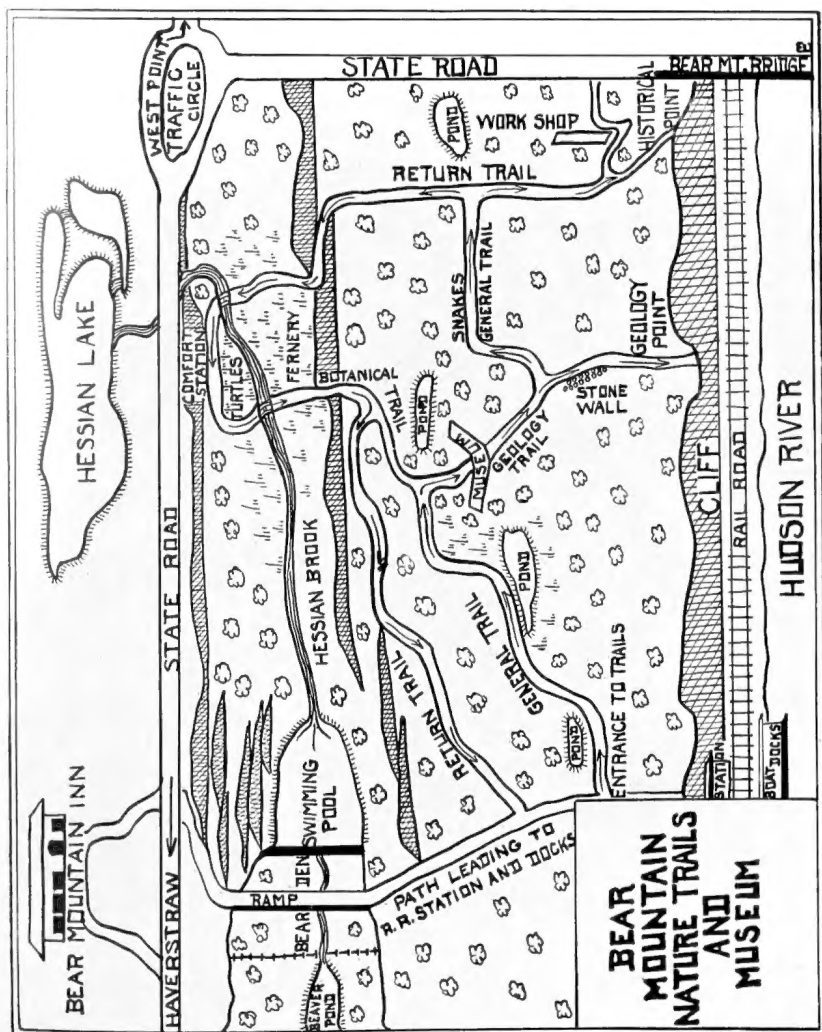 WEST POINT
TRAFFIC
CIRCLE
STATE ROAD
BEAR MT. BRIDGE
HISTORICAL
POINT
WORK SHOP
POND
RETURN TRAIL
HESSIAN LAKE
COMFORT
STATION
TURTLES
FERNERY
BOTANICAL
TRAIL
SNAKES
GENERAL TRAIL
GEOLOGY
POINT
STONE
WALL
POND
MUSEUM
GEOLOGY
TRAIL
CLIFF
RAIL ROAD
HUDSON RIVER
STATE ROAD
HESSIAN BROOK
POND
GENERAL TRAIL
RETURN TRAIL
POND
ENTRANCE TO TRAILS
STATION
BOAT DOCKS
BEAR MOUNTAIN INN
HAVERSTRAW
SWIMMING
POOL
BEAR DEN
RAMP
BEAVER
POND
PATH LEADING TO
R.R. STATION AND DOCKS
BEAR
MOUNTAIN
NATURE TRAILS
AND
MUSEUM